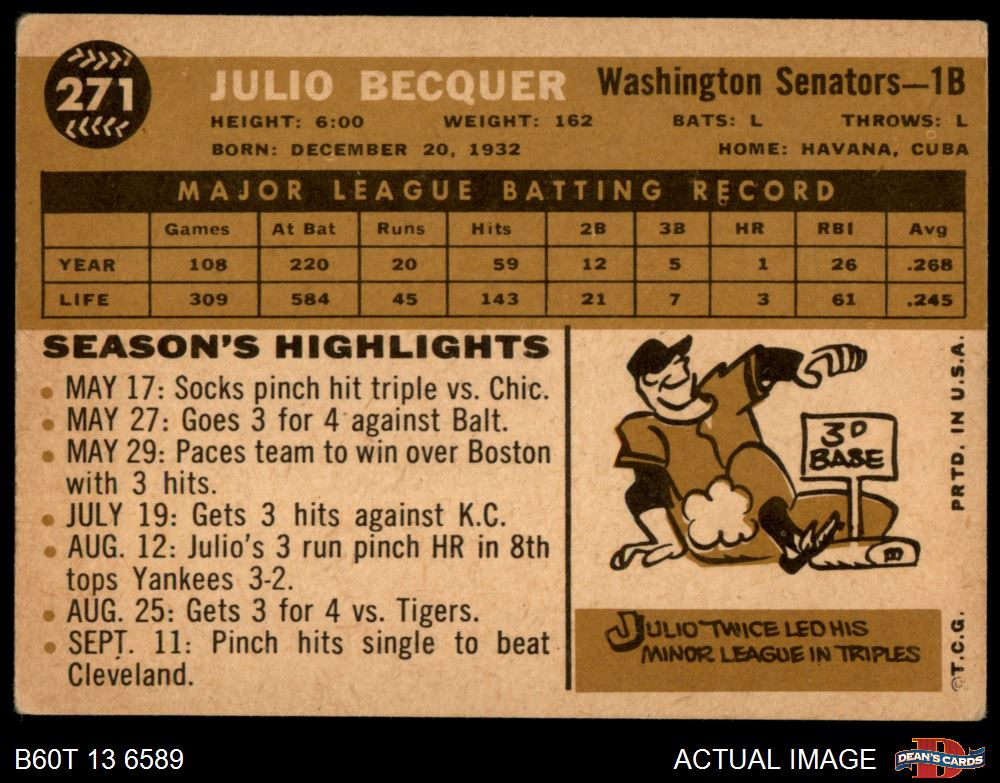 271
JULIO BECQUER Washington Senators—1B
HEIGHT: 6:00 WEIGHT: 162 BATS: L THROWS: L
BORN: DECEMBER 20, 1932 HOME: HAVANA, CUBA
MAJOR LEAGUE BATTING RECORD
Games At Bat Runs Hits 2B 3B HR RBI Avg
YEAR 108 220 20 59 12 5 1 26 .268
LIFE 309 584 45 143 21 7 3 61 .245
SEASON'S HIGHLIGHTS
• MAY 17: Socks pinch hit triple vs. Chic.
• MAY 27: Goes 3 for 4 against Balt.
• MAY 29: Paces team to win over Boston
with 3 hits.
• JULY 19: Gets 3 hits against K.C.
• AUG. 12: Julio's 3 run pinch HR in 8th
tops Yankees 3-2.
• AUG. 25: Gets 3 for 4 vs. Tigers.
• SEPT. 11: Pinch hits single to beat
Cleveland.
3D
BASE
JULIO TWICE LED HIS
MINOR LEAGUE IN TRIPLES
PRTD. IN U.S.A.
©T.C.G.
B60T 13 6589
ACTUAL IMAGE
D
DEAN'S CARDS